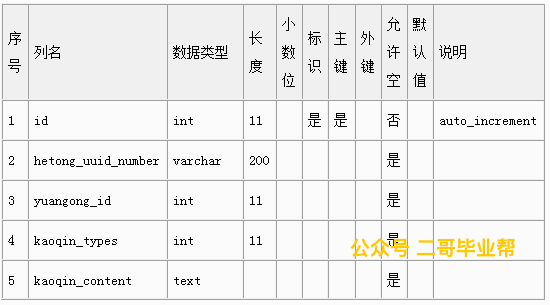 序号 列名 数据类型 长度 小数位 标识 主键 外键 允许空 默认值 说明
1 id int 11 是 是 否 auto_increment
2 hetong_uuid_number varchar 200 是
3 yuangong_id int 11 是
4 kaoqin_types int 11 是
5 kaoqin_content text 是
公众号 二哥毕业帮